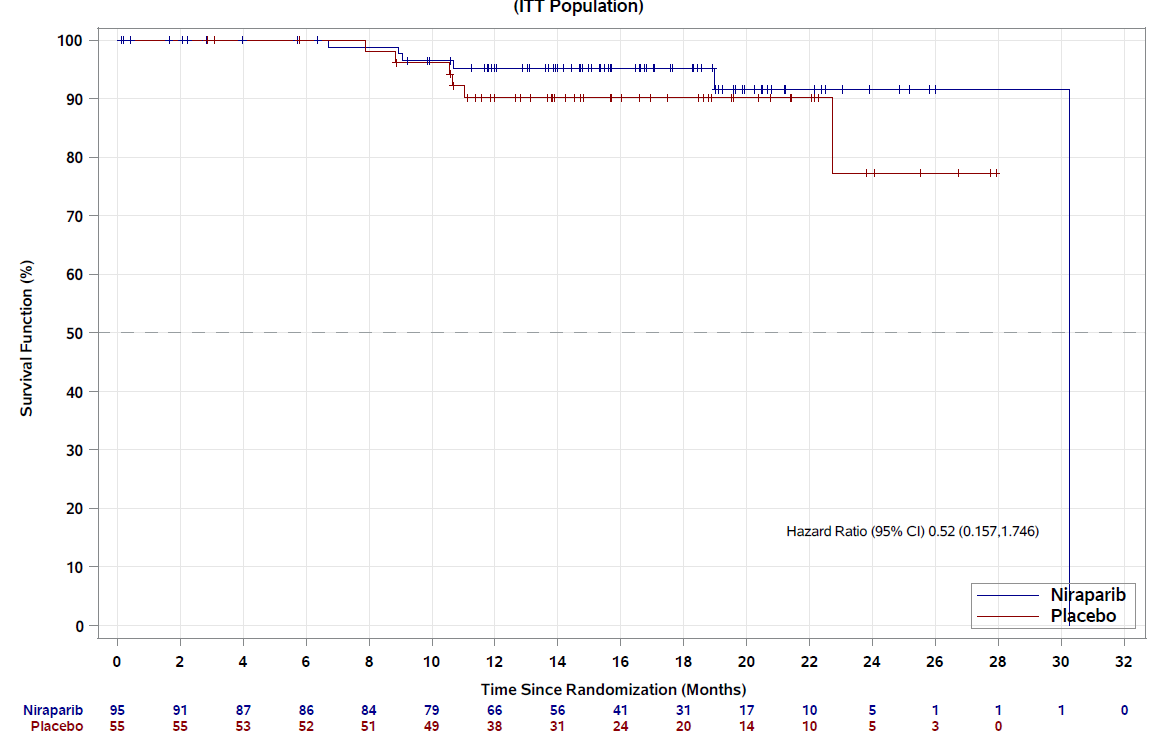 (ITT Population)
100
90
80
70
60
50
40
30
20
10
0
Survival Function (%)
Hazard Ratio (95% CI) 0.52 (0.157,1.746)
Niraparib
Placebo
0 2 4 6 8 10 12 14 16 18 20 22 24 26 28 30 32
Time Since Randomization (Months)
Niraparib 95 91 87 86 84 79 66 56 41 31 17 10 5 1 1 1 0
Placebo 55 55 53 52 51 49 38 31 24 20 14 10 5 3 0